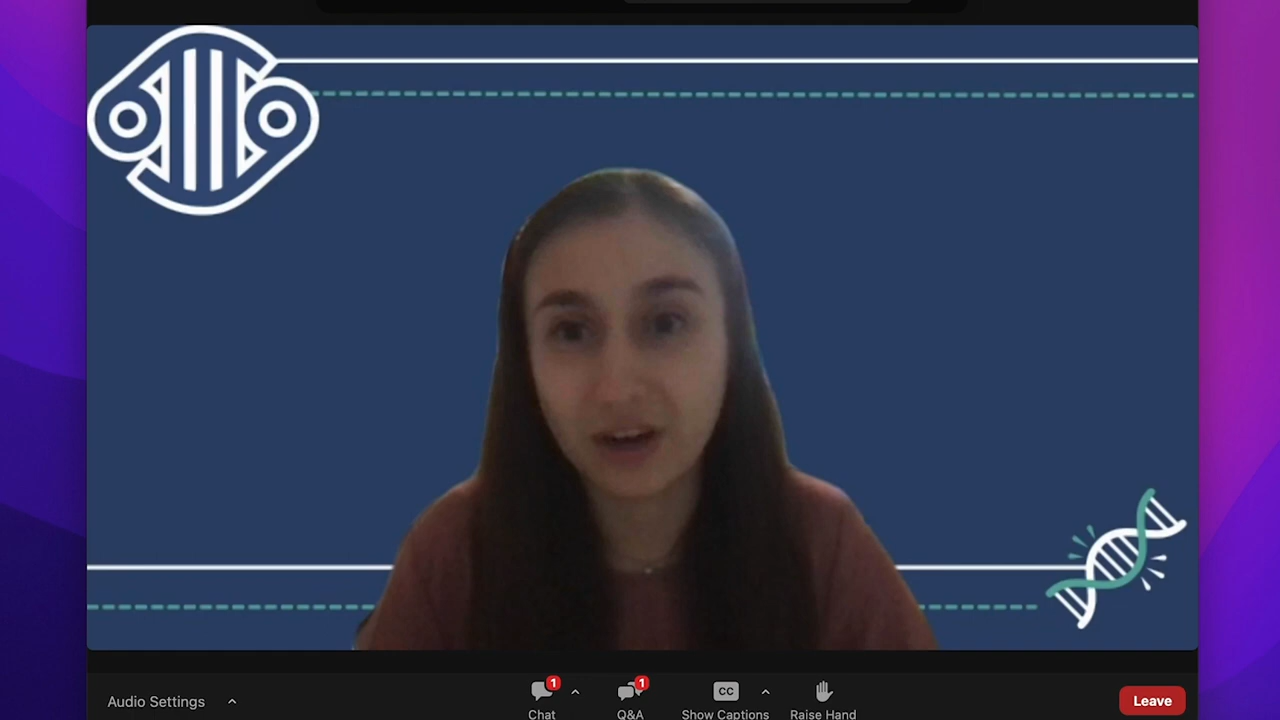 1
1
CC
Audio Settings
Chat
Q&A
Show Captions
Raise Hand
Leave